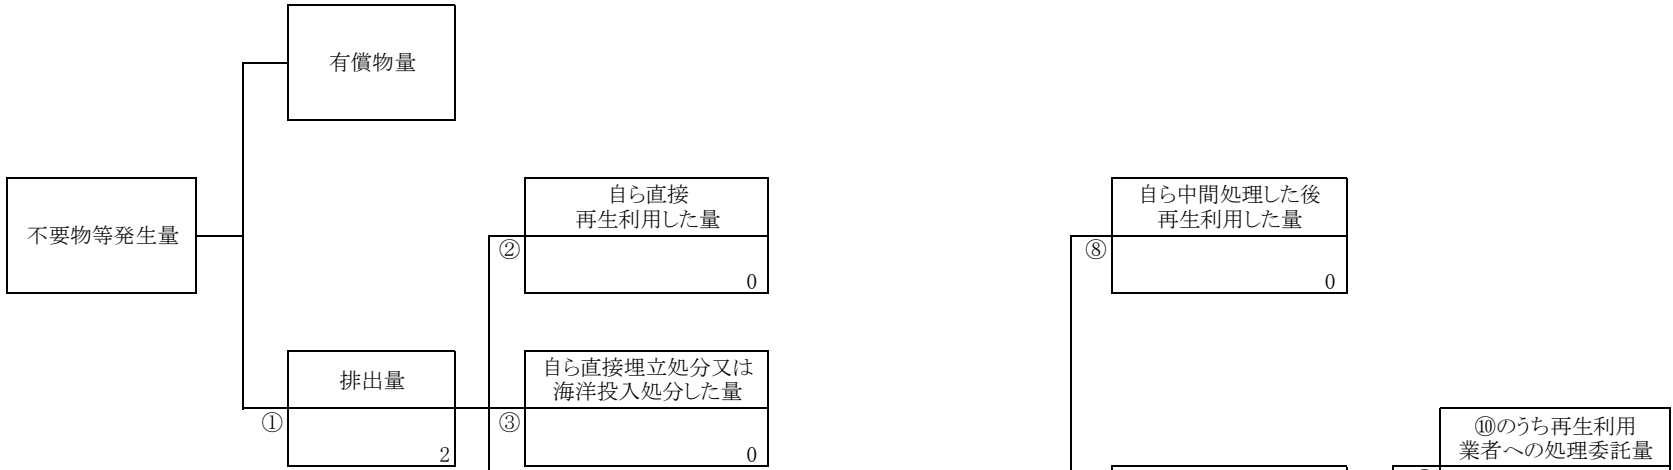 有償物量
不要物等発生量
自ら直接
再生利用した量
②
0
自ら中間処理した後
再生利用した量
⑧
0
排出量
①
2
自ら直接埋立処分又は
海洋投入処分した量
③
0
⑩のうち再生利用
業者への処理委託量